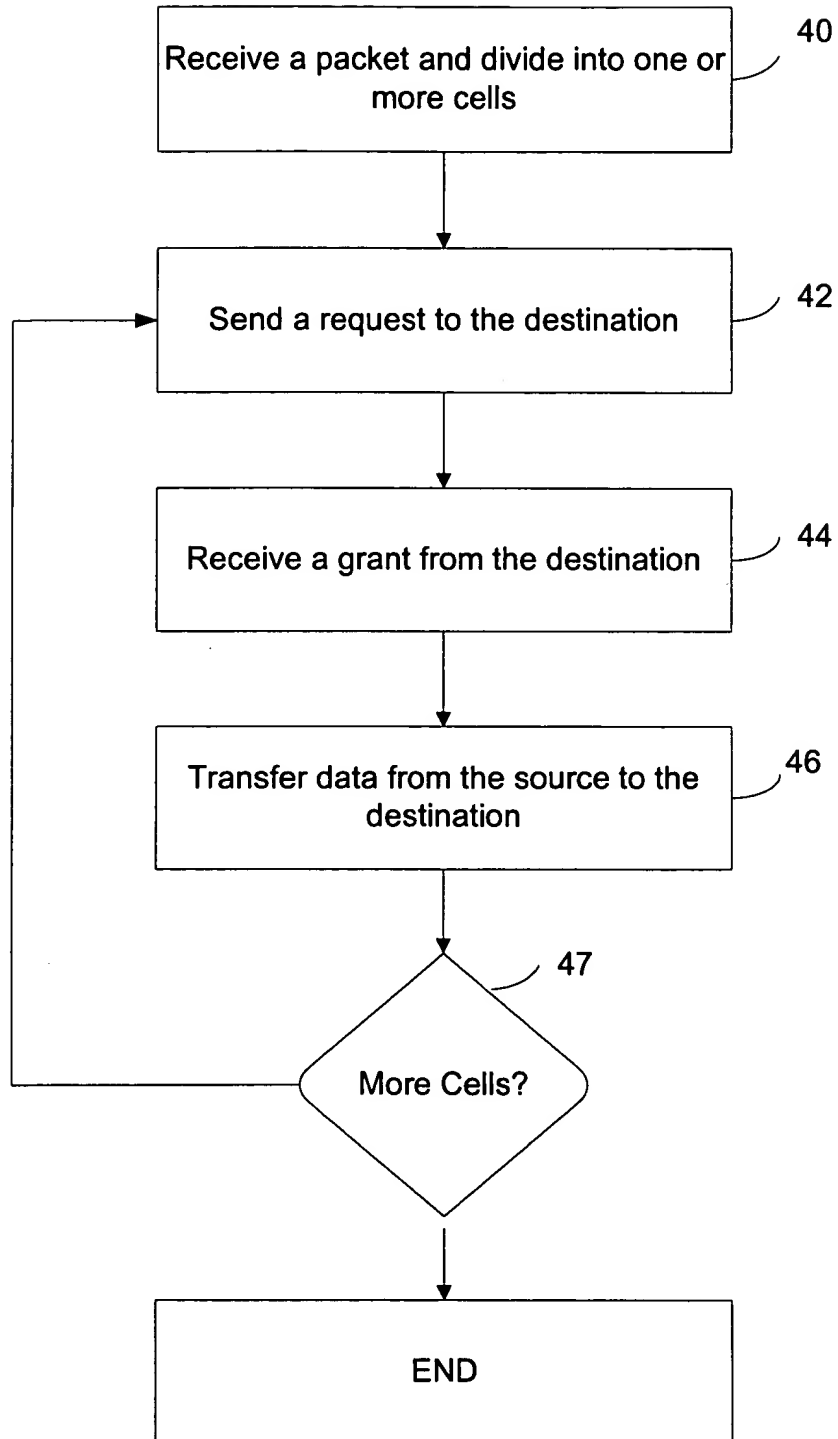 Receive a packet and divide into one or
more cells
40
Send a request to the destination
42
Receive a grant from the destination
44
Transfer data from the source to the
destination
46
47
More Cells?
END